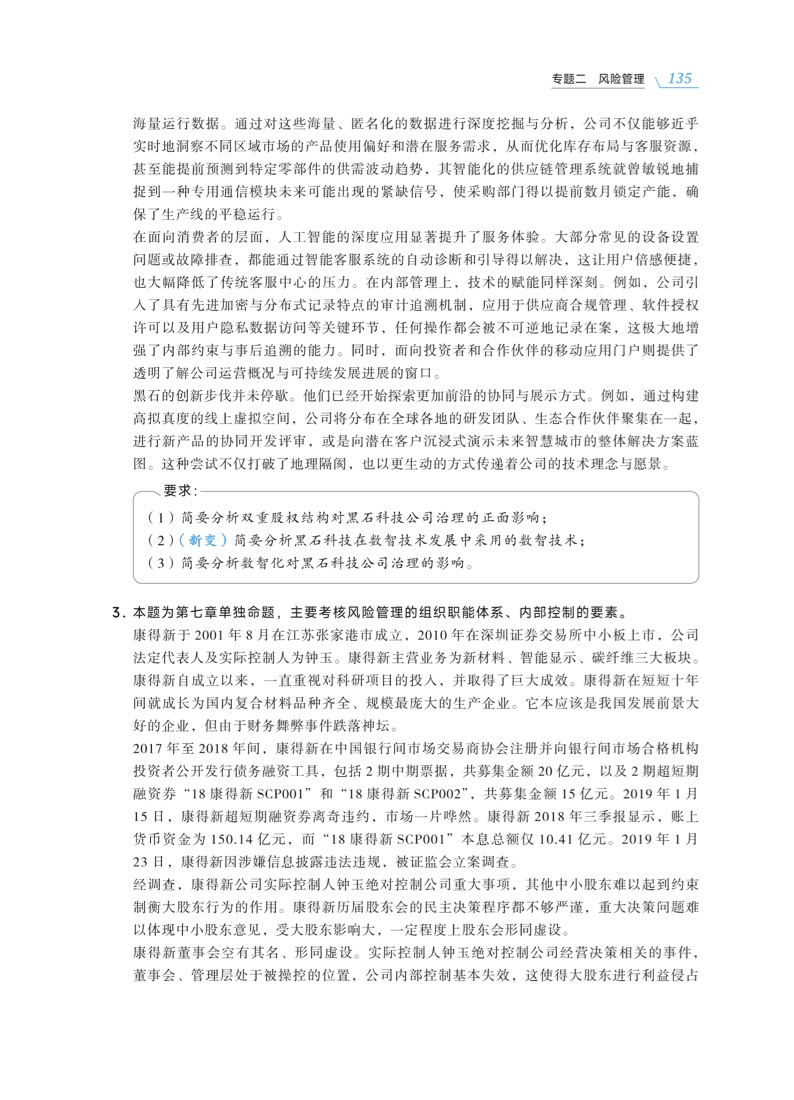 专题二 风险管理 135
海量运行数据。通过对这些海量、匿名化的数据进行深度挖掘与分析，公司不仅能够近乎
实时地洞察不同区域市场的产品使用偏好和潜在服务需求，从而优化库存布局与客服资源，
甚至能提前预测到特定零部件的供需波动趋势，其智能化的供应链管理系统就曾敏锐地捕
捉到一种专用通信模块未来可能出现的紧缺信号，使采购部门得以提前数月锁定产能，确
保了生产线的平稳运行。
在面向消费者的层面，人工智能的深度应用显著提升了服务体验。大部分常见的设备设置
问题或故障排查，都能通过智能客服系统的自动诊断和引导得以解决，这让用户倍感便捷，
也大幅降低了传统客服中心的压力。在内部管理上，技术的赋能同样深刻。例如，公司引
入了具有先进加密与分布式记录特点的审计追溯机制，应用于供应商合规管理、软件授权
许可以及用户隐私数据访问等关键环节，任何操作都会被不可逆地记录在案，这极大地增
强了内部约束与事后追溯的能力。同时，面向投资者和合作伙伴的移动应用门户则提供了
透明了解公司运营概况与可持续发展进展的窗口。
黑石的创新步伐并未停歇。他们已经开始探索更加前沿的协同与展示方式。例如，通过构建
高拟真度的线上虚拟空间，公司将分布在全球各地的研发团队、生态合作伙伴聚集在一起，
进行新产品的协同开发评审，或是向潜在客户沉浸式演示未来智慧城市的整体解决方案蓝
图。这种尝试不仅打破了地理隔阂，也以更生动的方式传递着公司的技术理念与愿景。
要求：
（1）简要分析双重股权结构对黑石科技公司治理的正面影响；
（2）（新变）简要分析黑石科技在数智技术发展中采用的数智技术；
（3）简要分析数智化对黑石科技公司治理的影响。
3. 本题为第七章单独命题，主要考核风险管理的组织职能体系、内部控制的要素。
康得新于 2001 年 8 月在江苏张家港市成立，2010 年在深圳证券交易所中小板上市，公司
法定代表人及实际控制人为钟玉。康得新主营业务为新材料、智能显示、碳纤维三大板块。
康得新自成立以来，一直重视对科研项目的投入，并取得了巨大成效。康得新在短短十年
间就成长为国内复合材料品种齐全、规模最庞大的生产企业。它本应该是我国发展前景大
好的企业，但由于财务舞弊事件跌落神坛。
2017 年至 2018 年间，康得新在中国银行间市场交易商协会注册并向银行间市场合格机构
投资者公开发行债务融资工具，包括 2 期中期票据，共募集金额 20 亿元，以及 2 期超短期
融资券“18 康得新 SCP001”和“18 康得新 SCP002”，共募集金额 15 亿元。2019 年 1 月
15 日，康得新超短期融资券离奇违约，市场一片哗然。康得新 2018 年三季报显示，账上
货币资金为 150.14 亿元，而“18 康得新 SCP001”本息总额仅 10.41 亿元。2019 年 1 月
23 日，康得新因涉嫌信息披露违法违规，被证监会立案调查。
经调查，康得新公司实际控制人钟玉绝对控制公司重大事项，其他中小股东难以起到约束
制衡大股东行为的作用。康得新历届股东会的民主决策程序都不够严谨，重大决策问题难
以体现中小股东意见，受大股东影响大，一定程度上股东会形同虚设。
康得新董事会空有其名、形同虚设。实际控制人钟玉绝对控制公司经营决策相关的事件，
董事会、管理层处于被操控的位置，公司内部控制基本失效，这使得大股东进行利益侵占